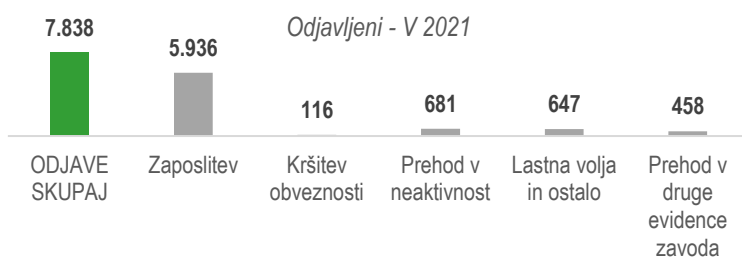 Odjavljeni - V 2021
7.838
5.936
116
681
647
458
ODJAVE
SKUPAJ
Zaposlitev
Kršitev
obveznosti
Prehod v
neaktivnost
Lastna volja
in ostalo
Prehod v
druge
evidence
zavoda